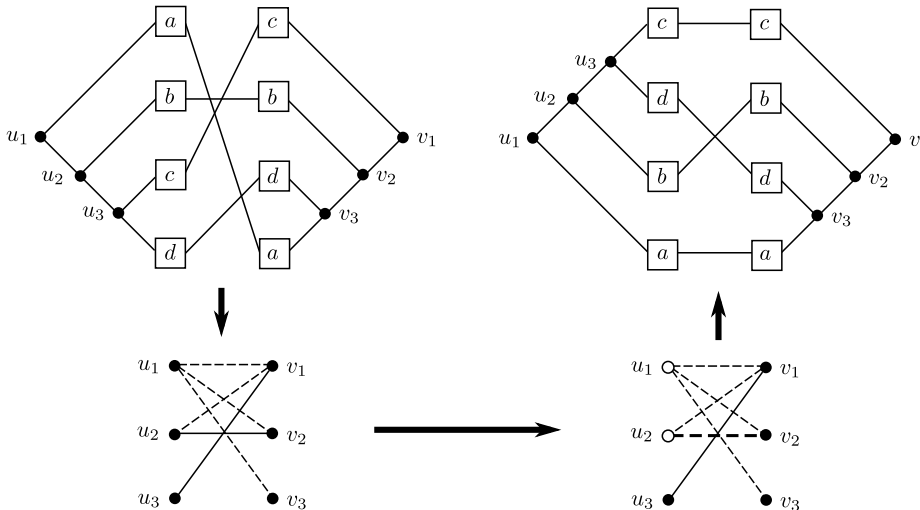 a c c c
u₃
b b u₂ d b
u₁ v₁ u₁ v
u₂ c d v₂ b d v₂
u₃ v₃ v₃
d a a a
u₁ v₁ u₁ v₁
u₂ v₂ u₂ v₂
u₃ v₃ u₃ v₃